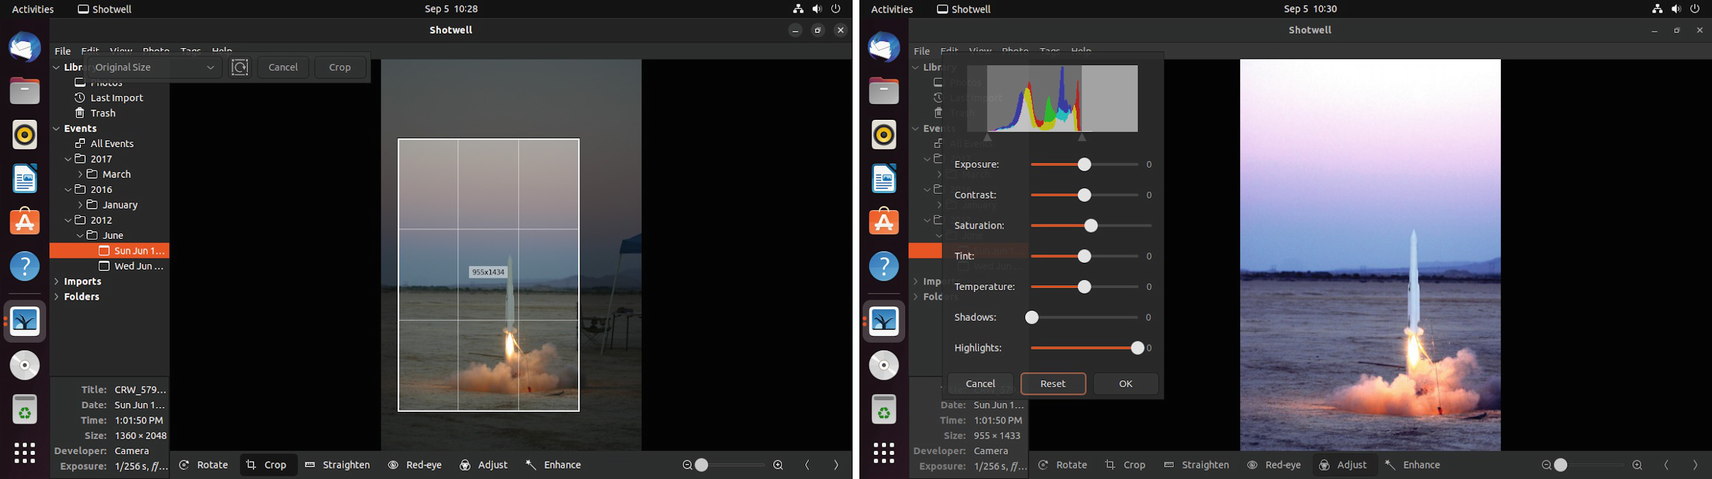 Activities
Shotwell
Sep 5 10:28
Shotwell
File Edit View Photo Tags Help
Original Size
Cancel
Crop
Photos
Last Import
Trash
Events
All Events
2017
March
2016
January
2012
June
Sun Jun 1...
Wed Jun ...
Imports
Folders
955x1434
Title: CRW_579...
Date: Sun Jun 1...
Time: 1:01:50 PM
Size: 1360 × 2048
Developer: Camera
Exposure: 1/256 s, f/...
Rotate
Crop
Straighten
Red-eye
Adjust
Enhance
Activities
Shotwell
Sep 5 10:30
Shotwell
File Edit View Photo Tags Help
Exposure: 0
Contrast: 0
Saturation:
Tint: 0
Temperature: 0
Shadows: 0
Highlights: 0
Cancel
Reset
OK
Date: Sun Jun 1...
Time: 1:01:50 PM
Size: 955 × 1433
Developer: Camera
Exposure: 1/256 s, f/...
Rotate
Crop
Straighten
Red-eye
Adjust
Enhance